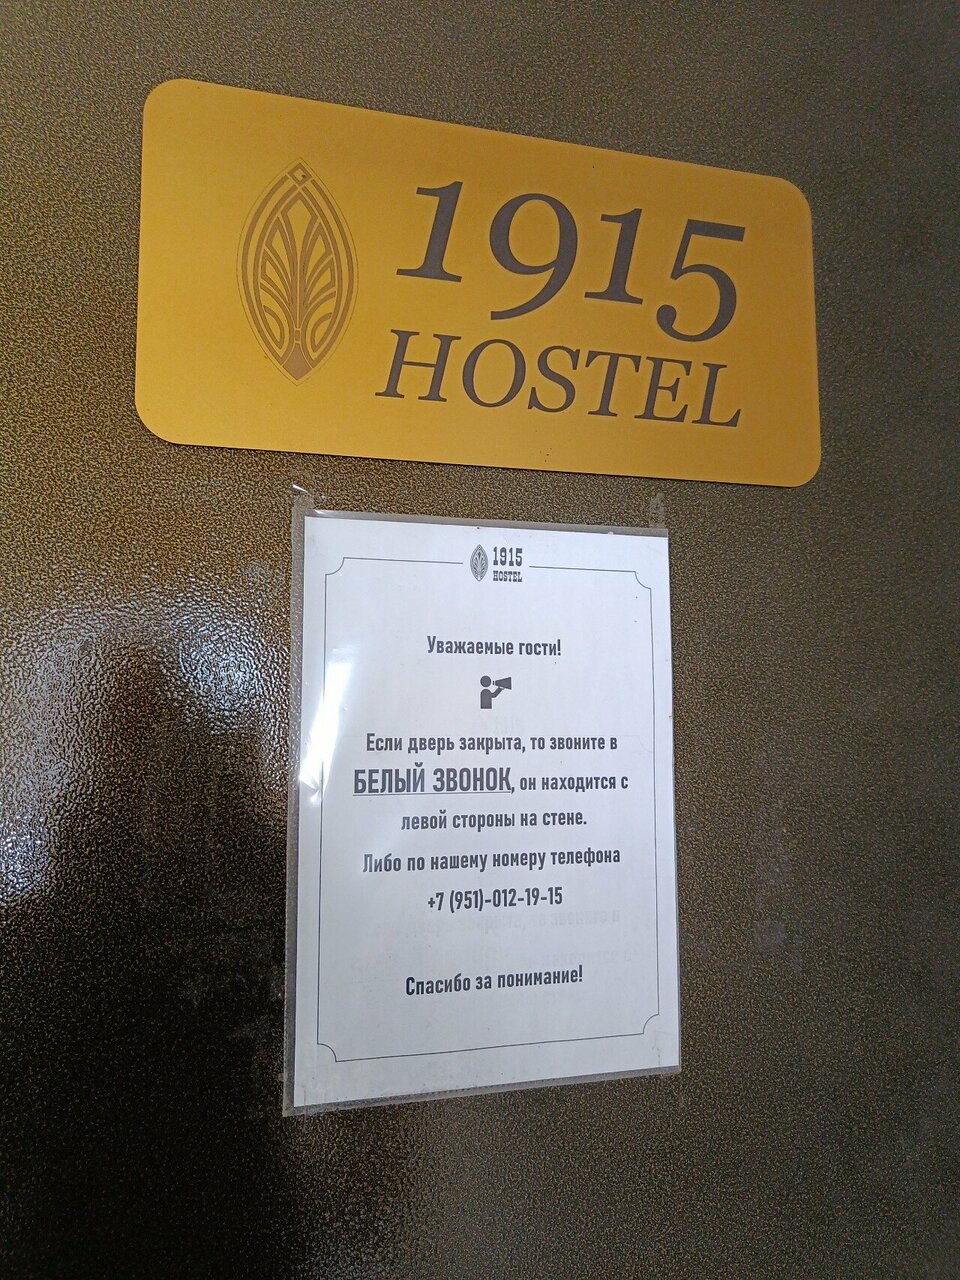 1915
HOSTEL
1915
HOSTEL
Уважаемые гости!
Если дверь закрыта, то звоните в
БЕЛЫЙ ЗВОНОК, он находится с
левой стороны на стене.
Либо по нашему номеру телефона
+7 (951)-012-19-15
Спасибо за понимание!